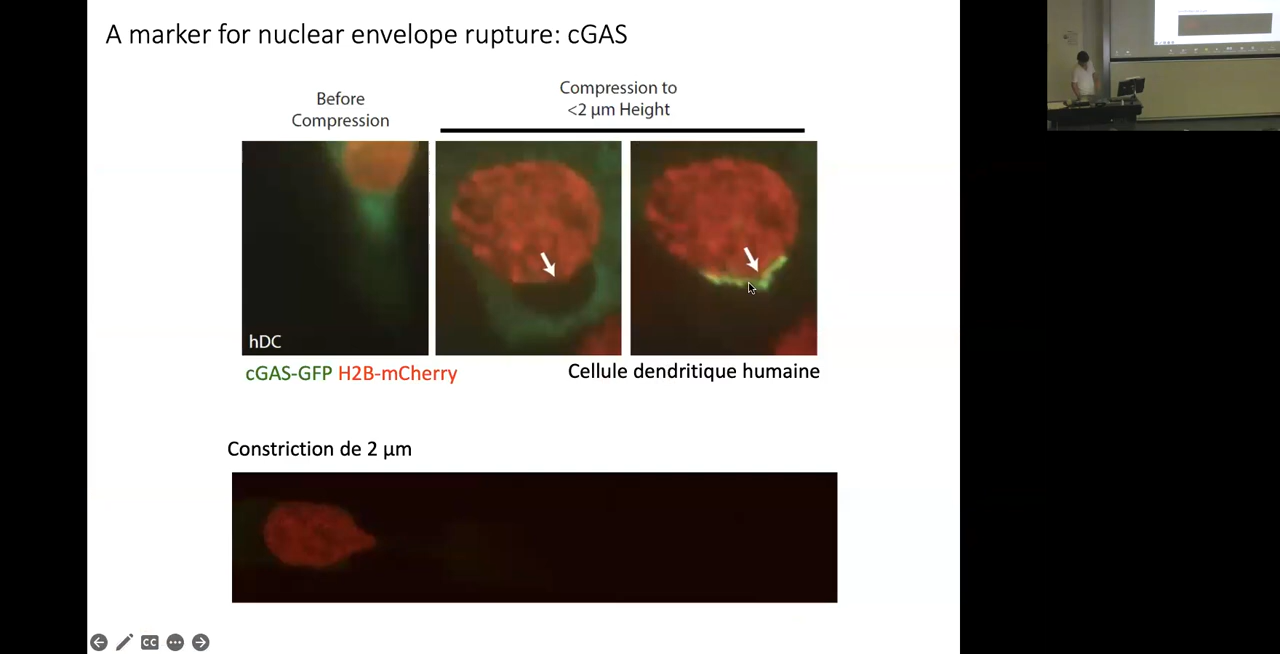 A marker for nuclear envelope rupture: cGAS
Before
Compression
Compression to
<2 µm Height
hDC
cGAS-GFP H2B-mCherry
Cellule dendritique humaine
Constriction de 2 µm
CC